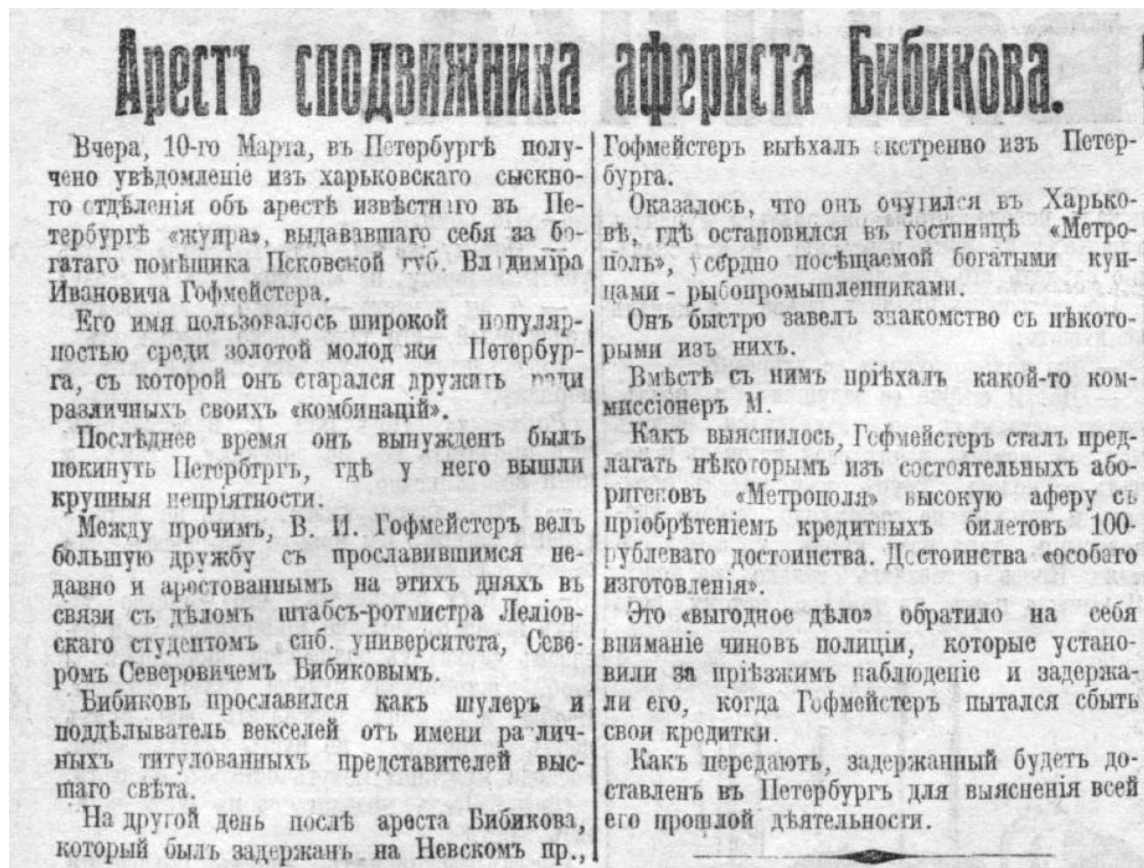 Арестъ сподвижника афериста Бибикова.
Вчера, 10-го Марта, въ Петербургѣ полу-
чено увѣдомленіе изъ харьковскаго сыскно-
го отдѣленія объ арестѣ извѣстнаго въ Пе-
тербургѣ «жуира», выдававшаго себя за бо-
гатаго помѣщика Псковской губ. Владиміра
Ивановича Гофмейстера.
Его имя пользовалось широкой популяр-
ностью среди золотой молодежи Петербур-
га, съ которой онъ старался дружить ради
различныхъ своихъ «комбинацій».
Послѣднее время онъ вынужденъ былъ
покинуть Петербтргъ, гдѣ у него вышли
крупныя непріятности.
Между прочимъ, В. И. Гофмейстеръ велъ
большую дружбу съ прославившимся не-
давно и арестованнымъ на этихъ дняхъ въ
связи съ дѣломъ штабсъ-ротмистра Леліов-
скаго студентомъ спб. университета, Сѣве-
ромъ Северовичемъ Бибиковымъ.
Бибиковъ прославился какъ шулеръ и
поддѣлыватель векселей отъ имени различ-
ныхъ титулованныхъ представителей выс-
шаго свѣта.
На другой день послѣ ареста Бибикова,
который былъ задержанъ на Невскомъ пр.,
Гофмейстеръ выѣхалъ экстренно изъ Петер-
бурга.
Оказалось, что онъ очутился въ Харько-
вѣ, гдѣ остановился въ гостиницѣ «Метро-
поль», усердно посѣщаемой богатыми куп-
цами - рыбопромышленниками.
Онъ быстро завелъ знакомство съ нѣкото-
рыми изъ нихъ.
Вмѣстѣ съ нимъ пріѣхалъ какой-то ком-
миссіонеръ М.
Какъ выяснилось, Гофмейстеръ сталъ пред-
лагать нѣкоторымъ изъ состоятельныхъ або-
ригеновъ «Метрополя» высокую аферу съ
пріобрѣтеніемъ кредитныхъ билетовъ 100-
рублеваго достоинства. Достоинства «особаго
изготовленія».
Это «выгодное дѣло» обратило на себя
вниманіе чиновъ полиціи, которые устано-
вили за пріѣзжимъ наблюденіе и задержа-
ли его, когда Гофмейстеръ пытался сбыть
свои кредитки.
Какъ передаютъ, задержанный будетъ до-
ставленъ въ Петербургъ для выясненія всей
его прошлой дѣятельности.